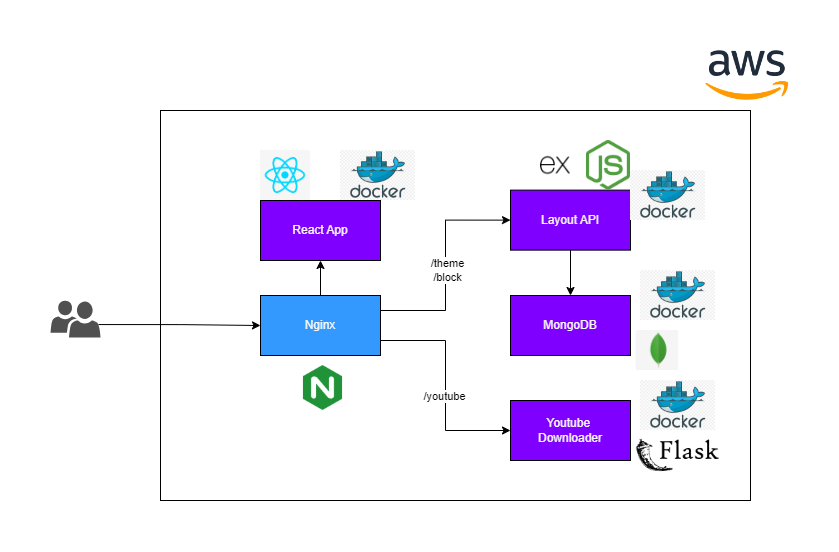 aws
ex
JS
docker
docker
React App
Layout API
/theme
/block
docker
Nginx
MongoDB
N
/youtube
docker
Youtube
Downloader
Flask